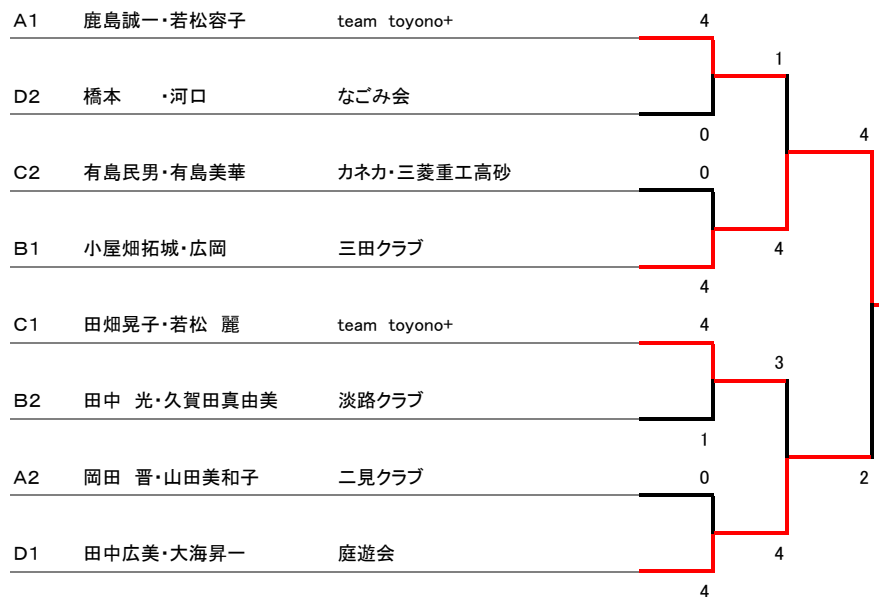 A1 鹿島誠一・若松容子 team toyono+ 4
1
D2 橋本　　・河口 なごみ会
0 4
C2 有島民男・有島美華 カネカ・三菱重工高砂 0
B1 小屋畑拓城・広岡 三田クラブ 4
4
C1 田畑晃子・若松　麗 team toyono+ 4
3
B2 田中　光・久賀田真由美 淡路クラブ
1
A2 岡田　晋・山田美和子 二見クラブ 0 2
D1 田中広美・大海昇一 庭遊会 4
4